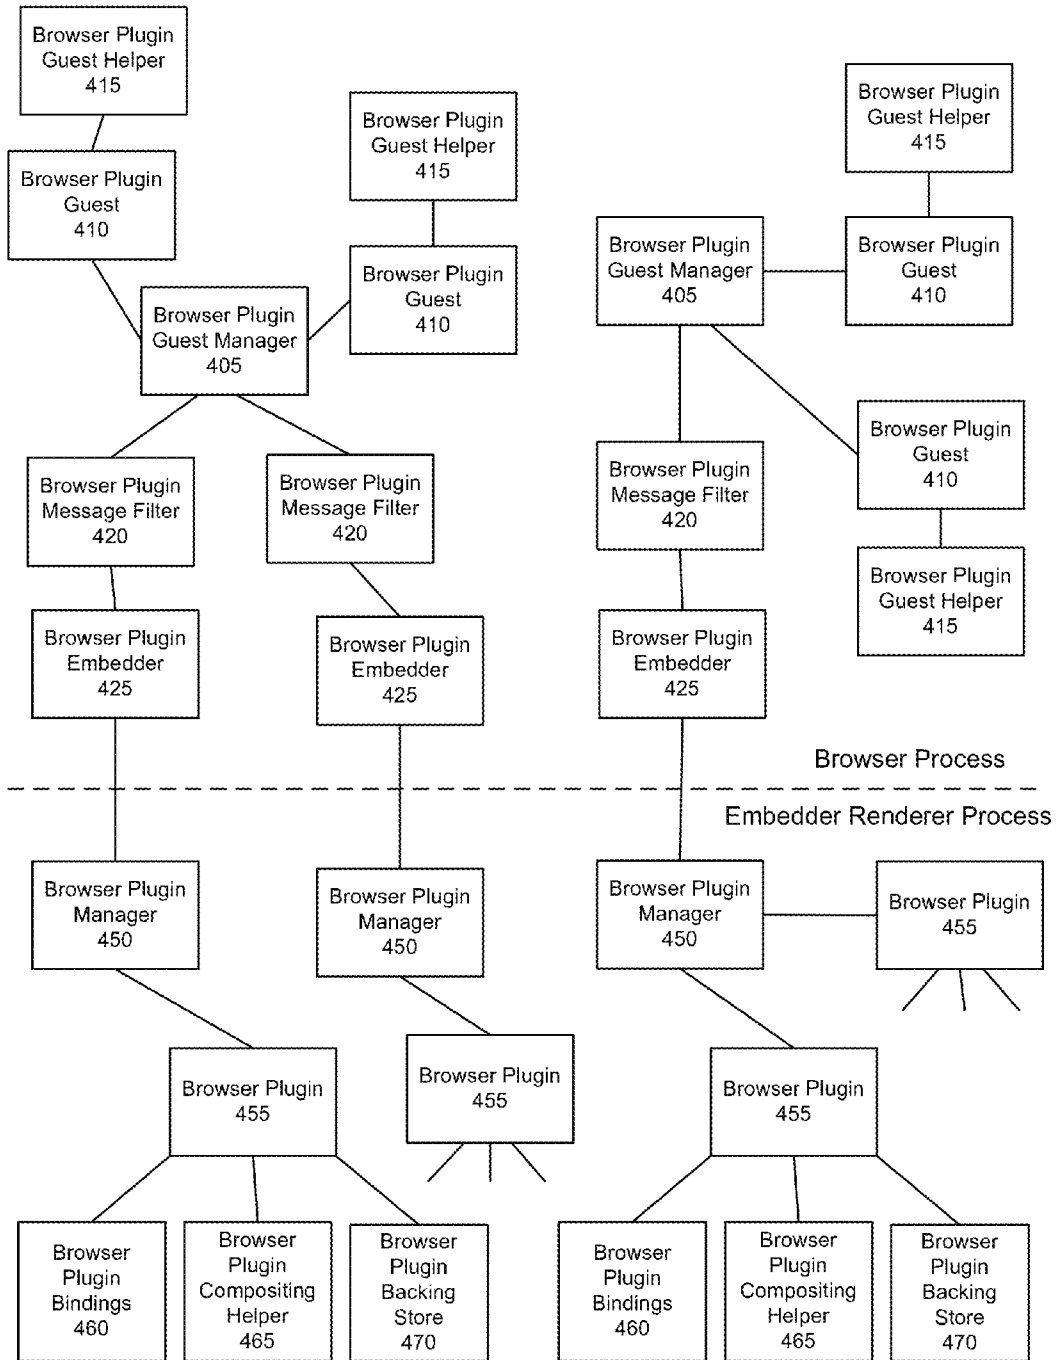 Browser Plugin
Guest Helper
415
Browser Plugin
Guest Helper
415
Browser Plugin
Guest Helper
415
Browser Plugin
Guest
410
Browser Plugin
Guest
410
Browser Plugin
Guest Manager
405
Browser Plugin
Guest
410
Browser Plugin
Guest Manager
405
Browser Plugin
Guest
410
Browser Plugin
Message Filter
420
Browser Plugin
Message Filter
420
Browser Plugin
Message Filter
420
Browser Plugin
Guest Helper
415
Browser Plugin
Embedder
425
Browser Plugin
Embedder
425
Browser Plugin
Embedder
425
Browser Process
Embedder Renderer Process
Browser Plugin
Manager
450
Browser Plugin
Manager
450
Browser Plugin
Manager
450
Browser Plugin
455
Browser Plugin
455
Browser Plugin
455
Browser Plugin
455
Browser
Plugin
Bindings
460
Browser
Plugin
Compositing
Helper
465
Browser
Plugin
Backing
Store
470
Browser
Plugin
Bindings
460
Browser
Plugin
Compositing
Helper
465
Browser
Plugin
Backing
Store
470